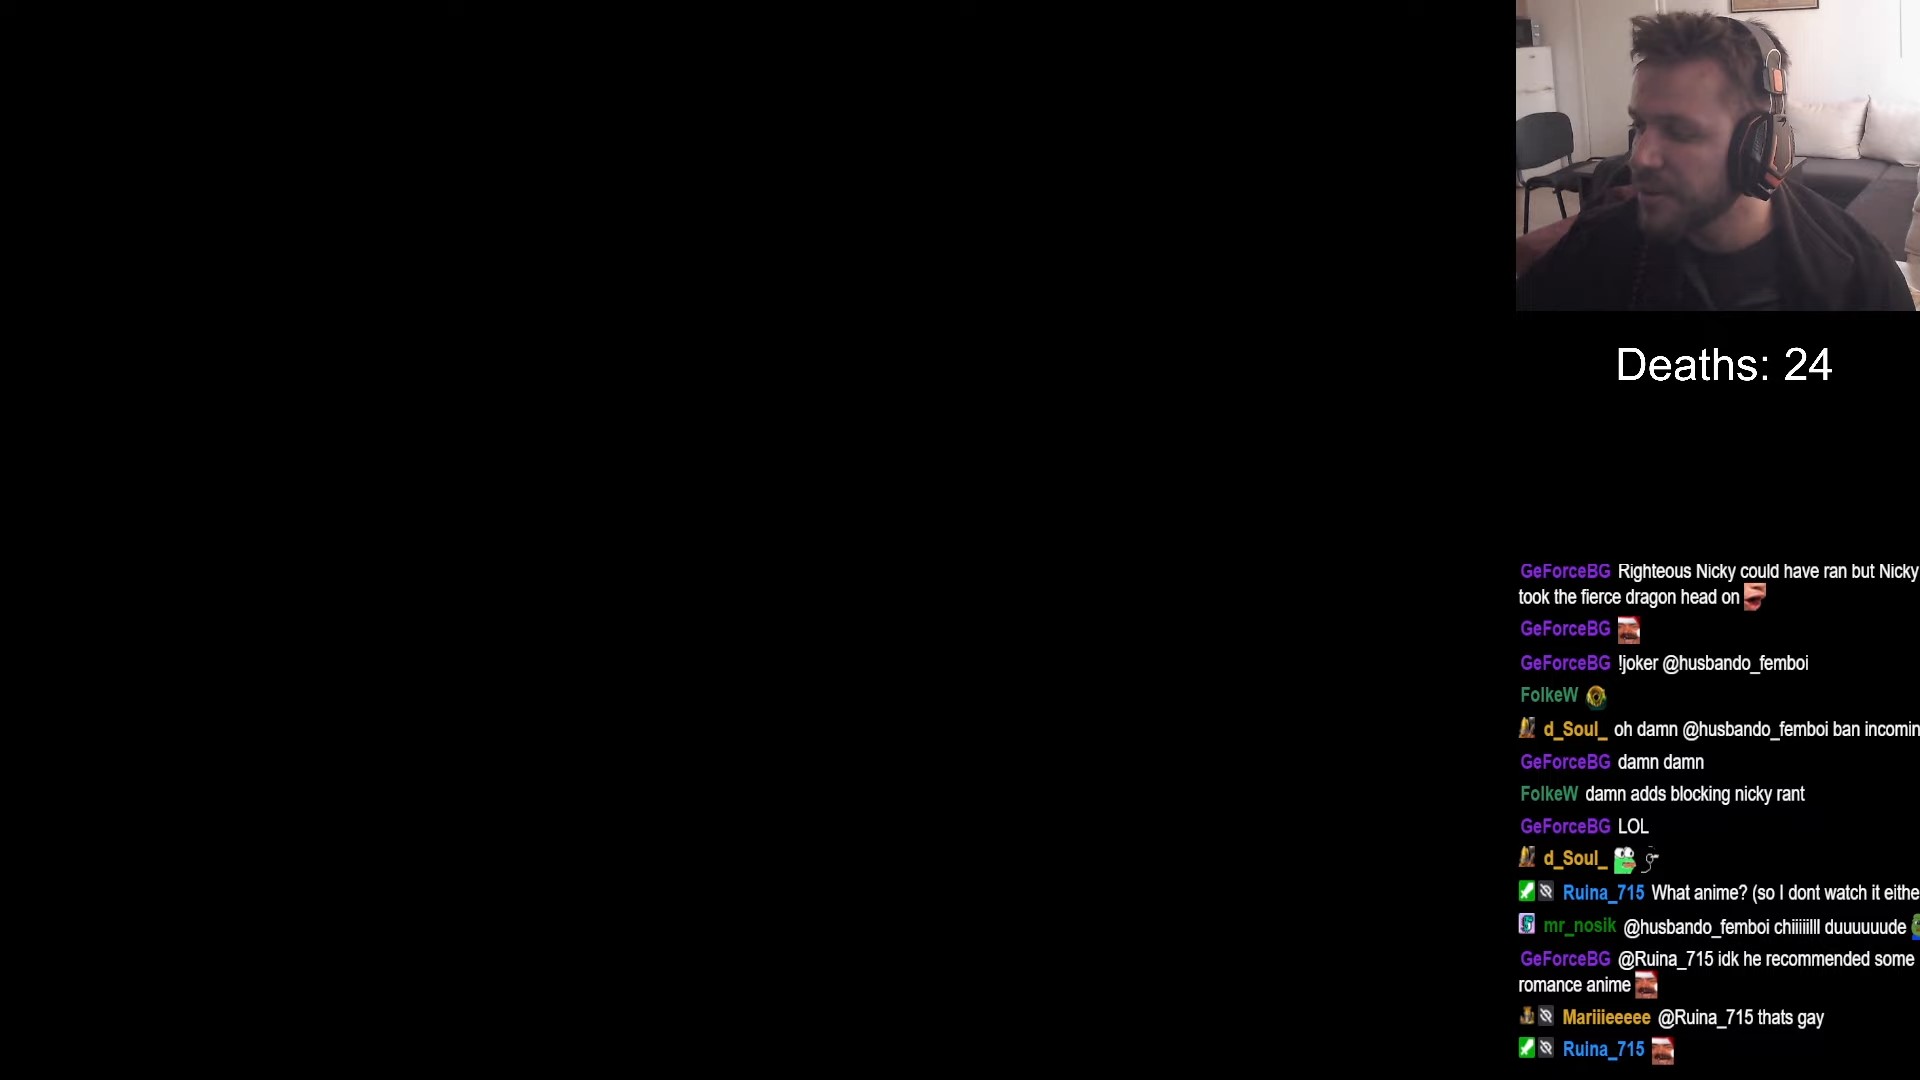 Deaths: 24
GeForceBG Righteous Nicky could have ran but Nicky
took the fierce dragon head on
GeForceBG
GeForceBG !joker @husbando_femboi
FolkeW
d_Soul_ oh damn @husbando_femboi ban incomin
GeForceBG damn damn
FolkeW damn adds blocking nicky rant
GeForceBG LOL
d_Soul_
Ruina_715 What anime? (so I dont watch it eithe
mr_nosik @husbando_femboi chiiiiilll duuuuuude
GeForceBG @Ruina_715 idk he recommended some
romance anime
Mariiieeeee @Ruina_715 thats gay
Ruina_715